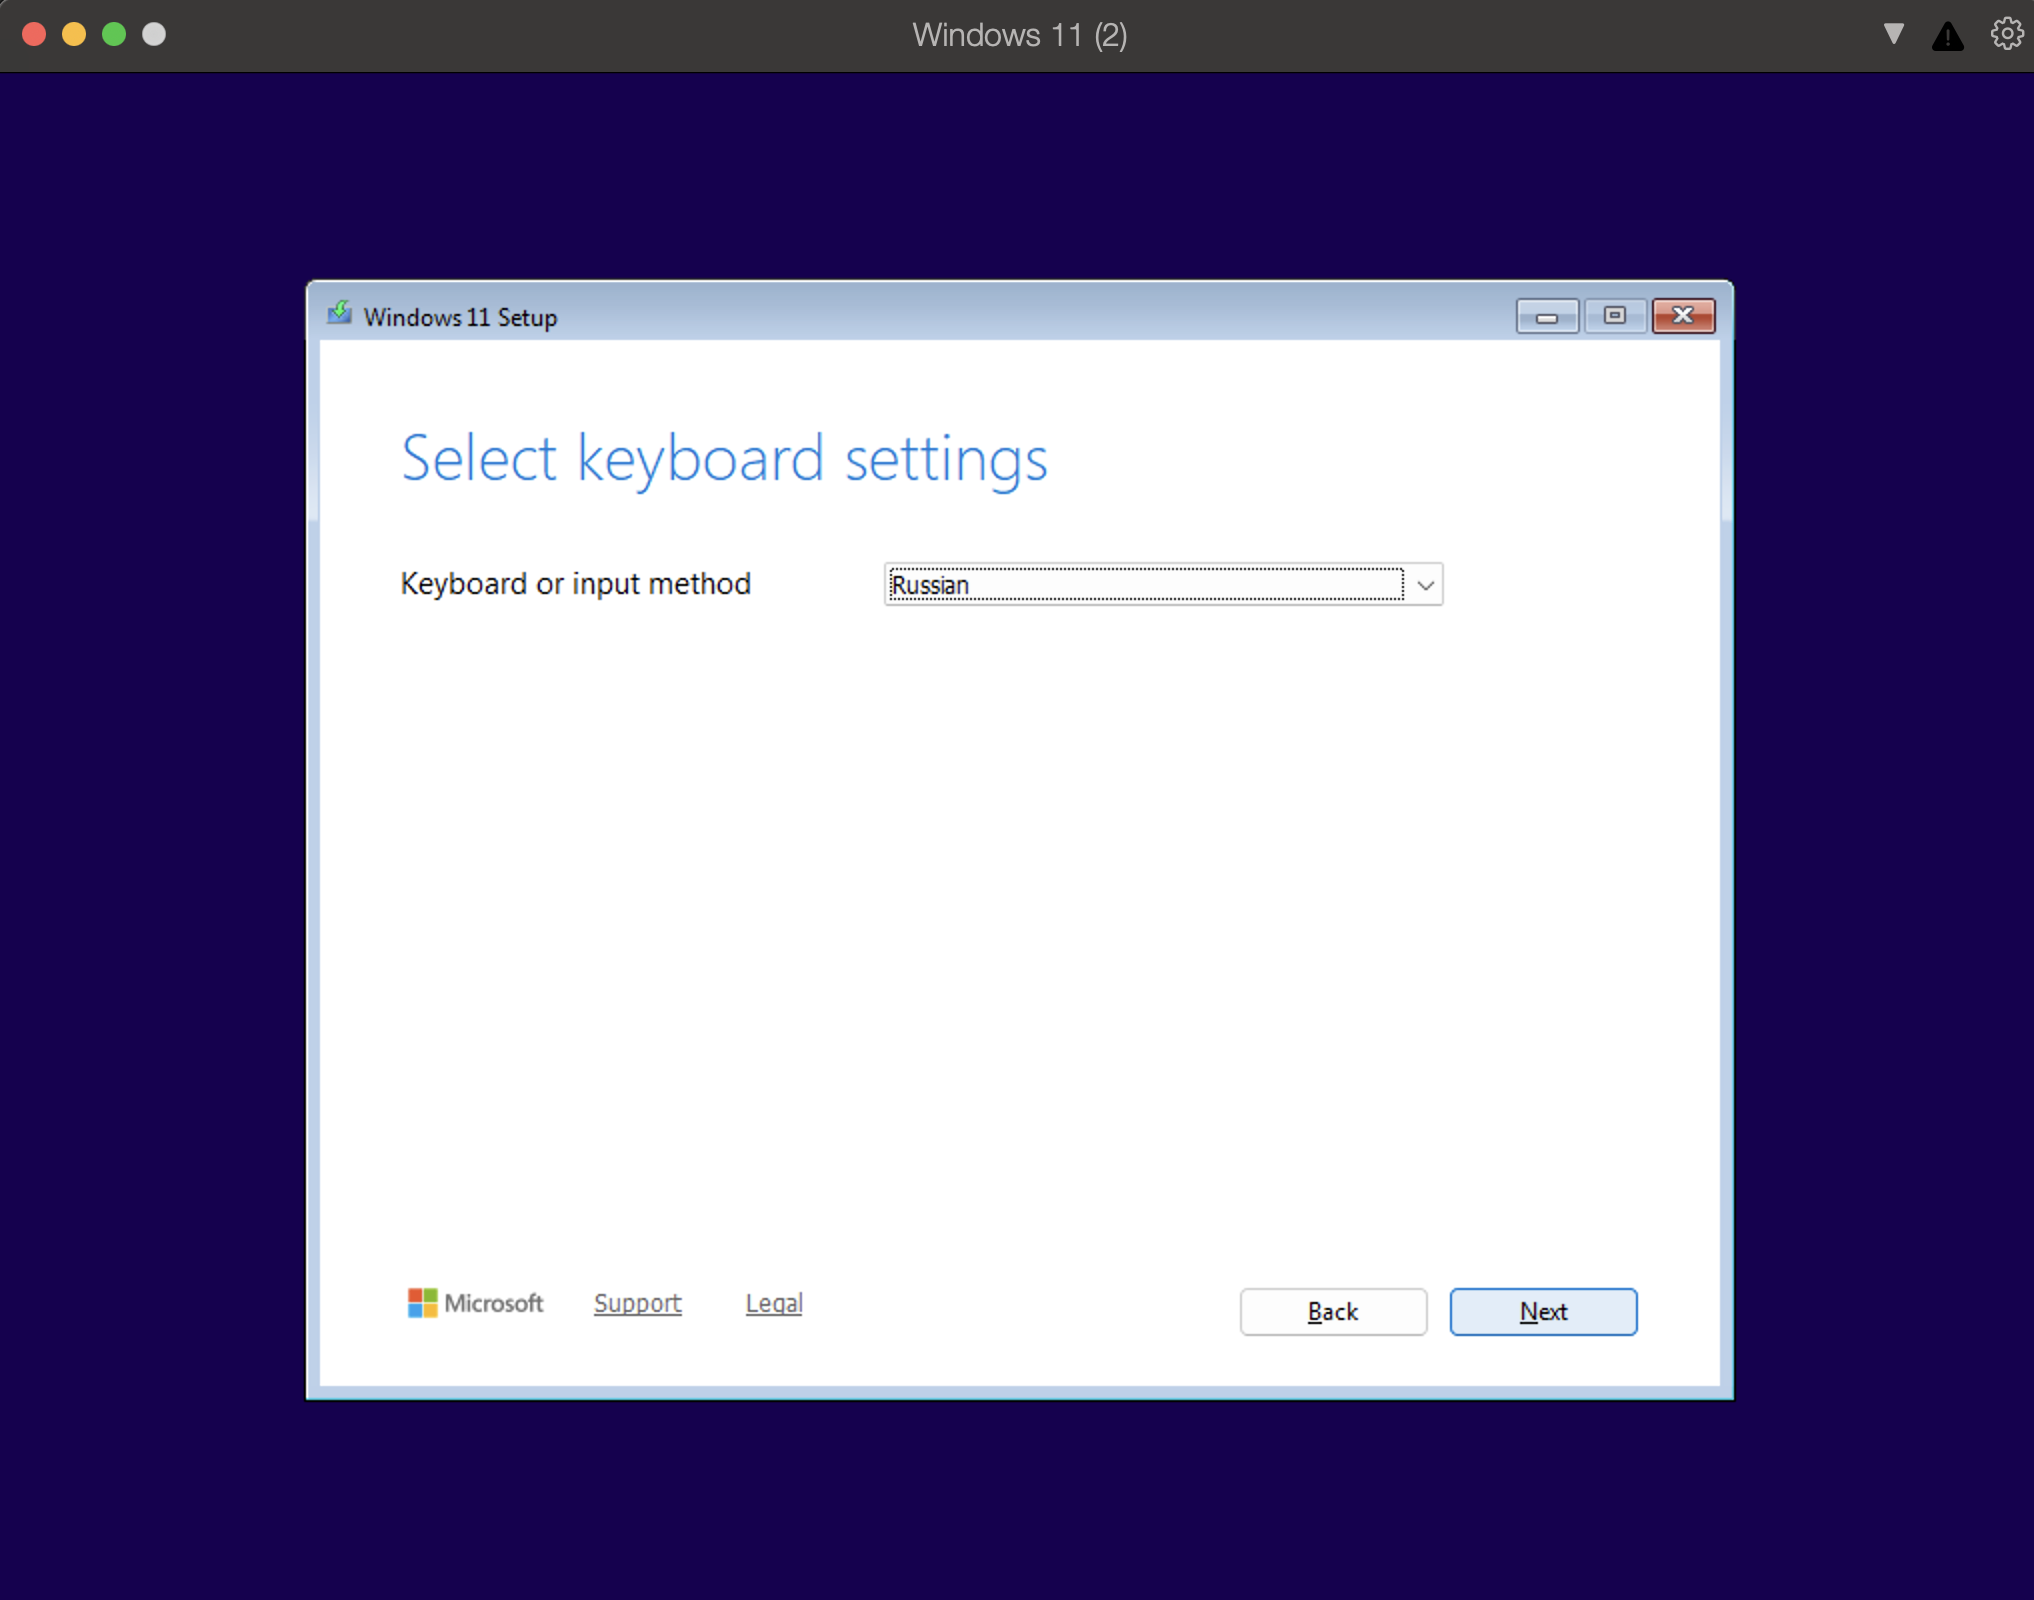 Windows 11 (2)
Windows 11 Setup
Select keyboard settings
Keyboard or input method
Russian
Microsoft
Support
Legal
Back
Next